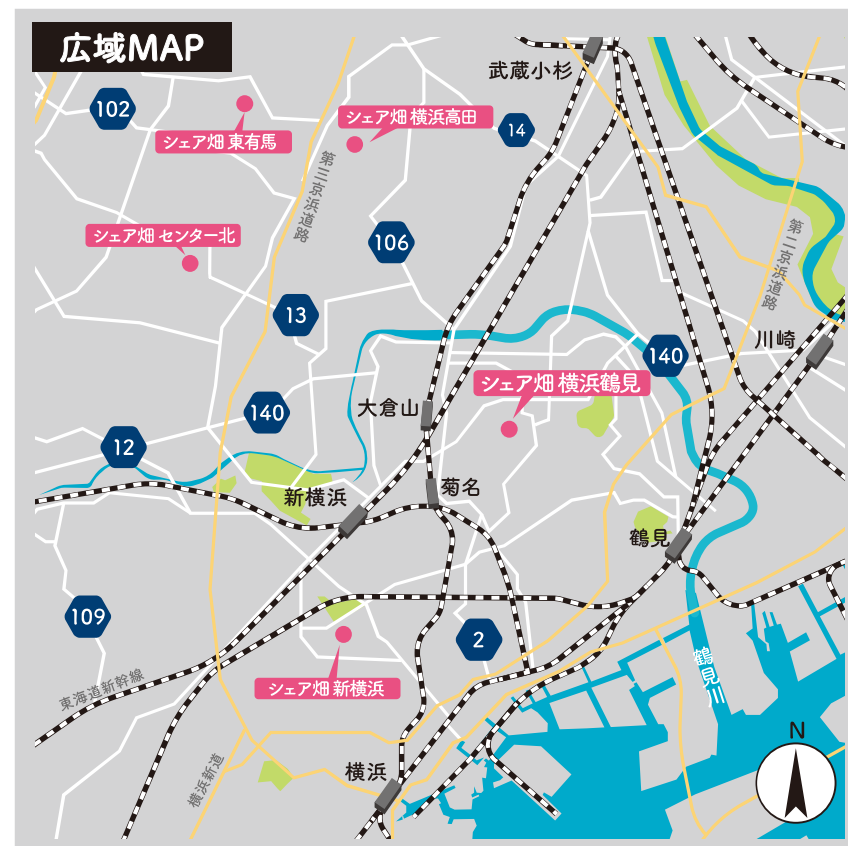 広域MAP
武蔵小杉
102
シェア畑 横浜高田
14
シェア畑 東有馬
第三京浜道路
シェア畑 センター北
106
第二京浜道路
13
川崎
140
シェア畑 横浜鶴見
大倉山
140
12
菊名
新横浜
鶴見
109
2
シェア畑 新横浜
東海道新幹線
鶴見川
N
横浜新道
横浜